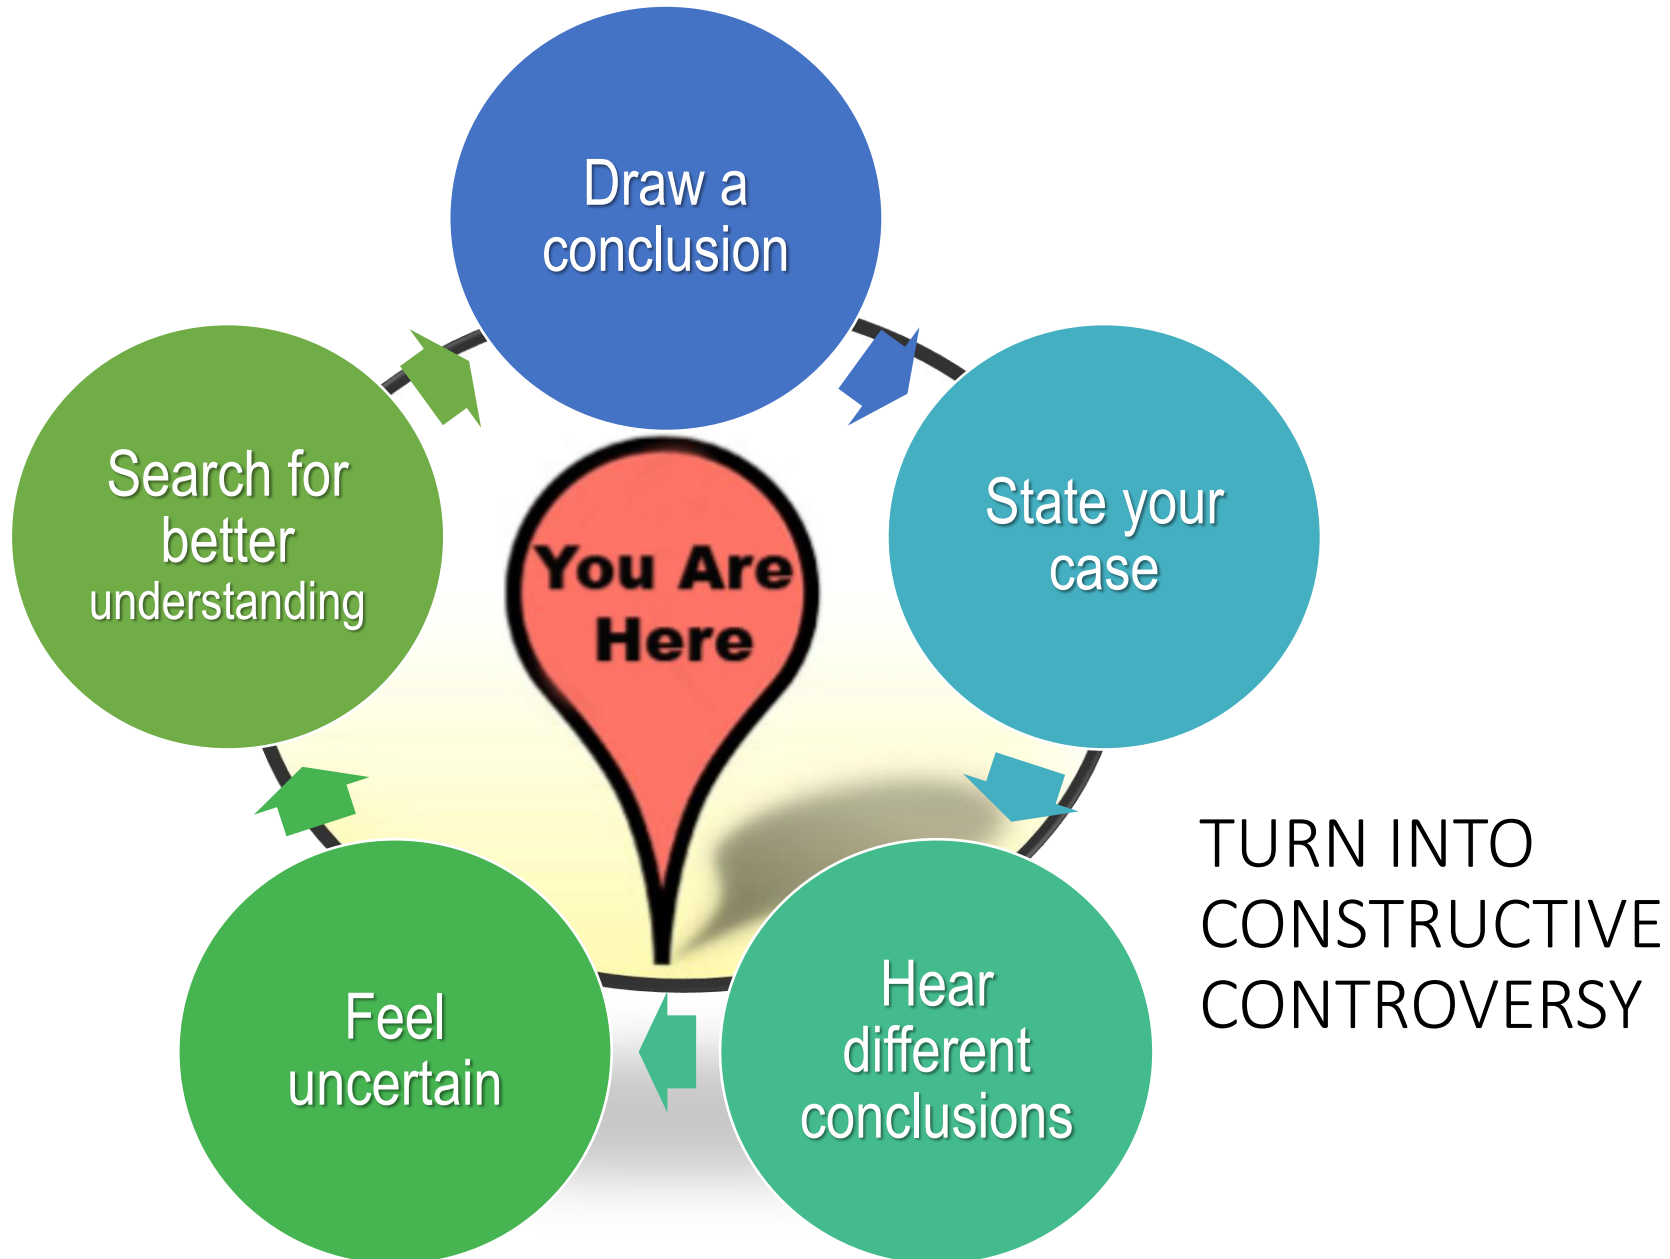 Draw a
conclusion
State your
case
Hear
different
conclusions
Feel
uncertain
Search for
better
understanding
You Are
Here
TURN INTO
CONSTRUCTIVE
CONTROVERSY